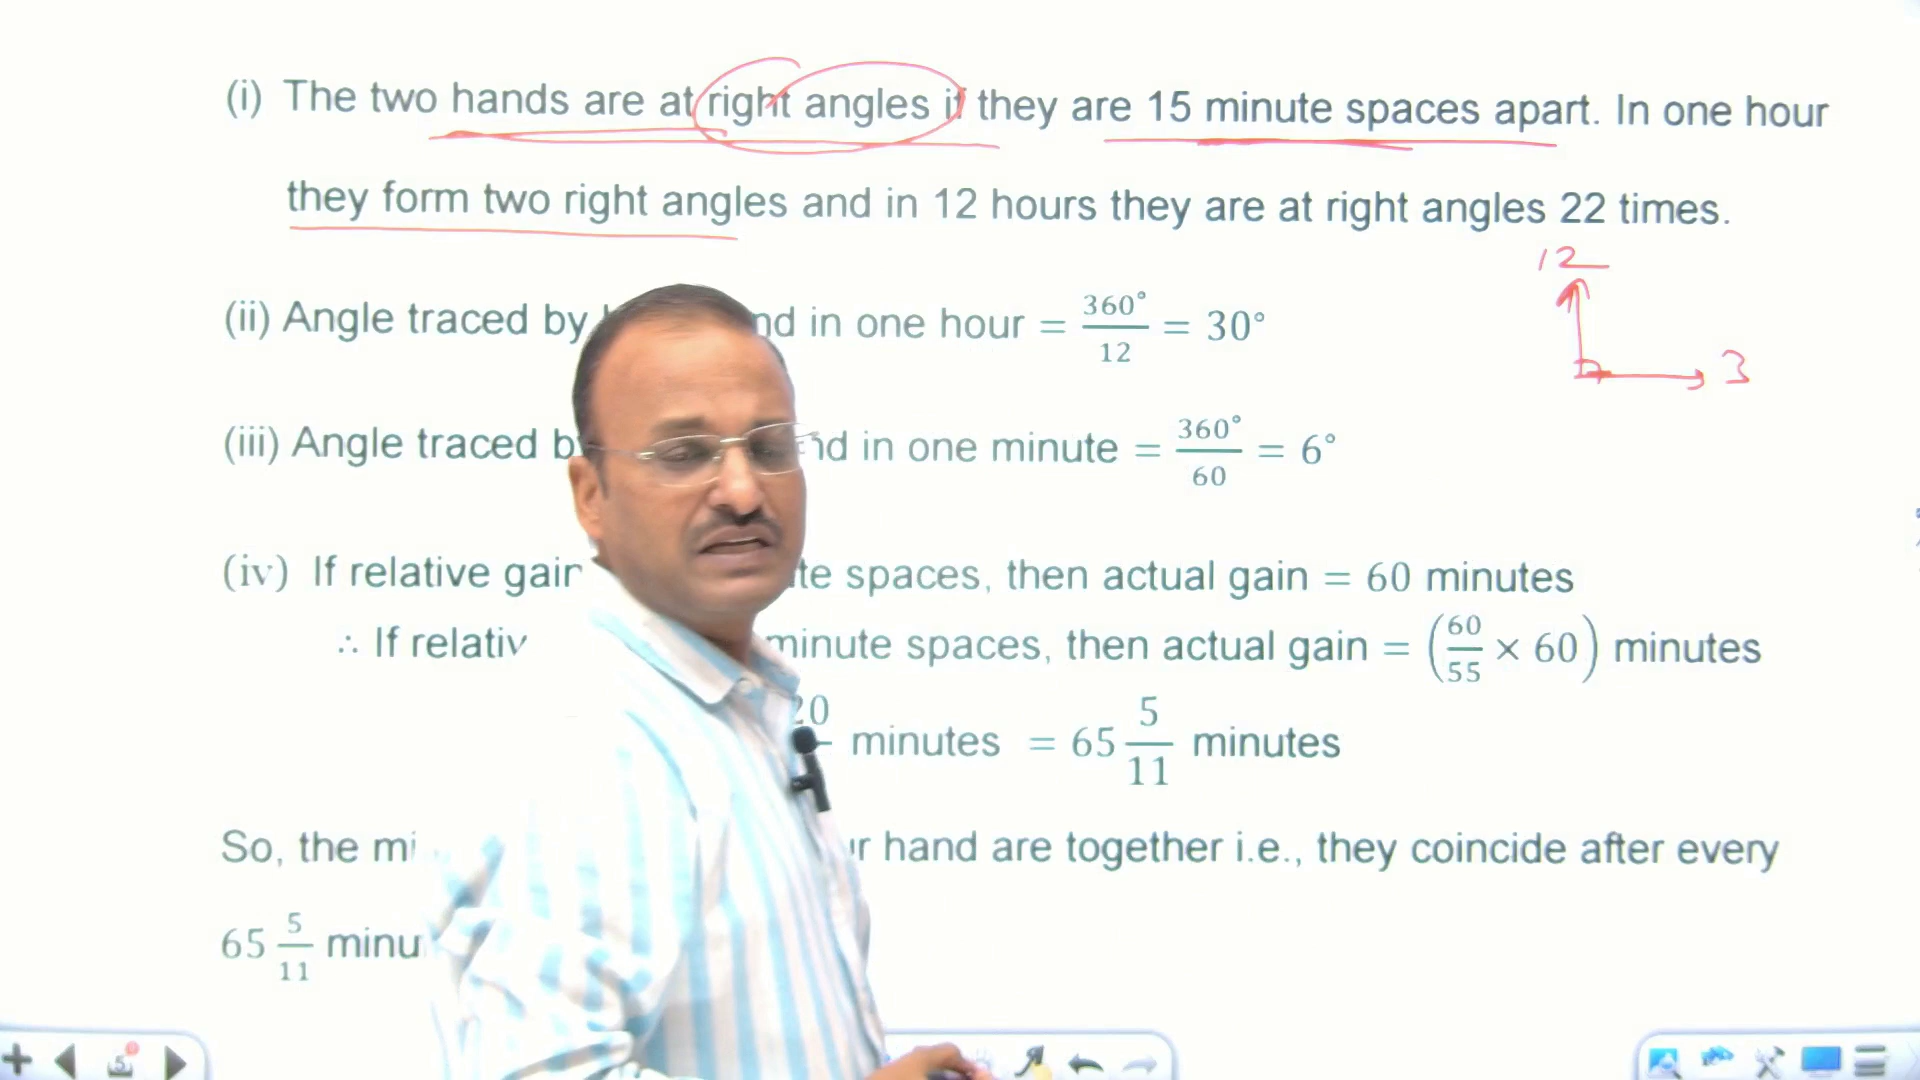 (i) The two hands are at right angles if they are 15 minute spaces apart. In one hour
they form two right angles and in 12 hours they are at right angles 22 times.
12
(ii) Angle traced by nd in one hour = 360°/12 = 30°
3
(iii) Angle traced by nd in one minute = 360°/60 = 6°
(iv) If relative gain te spaces, then actual gain = 60 minutes
∴ If relativ minute spaces, then actual gain = (60/55 × 60) minutes
20 minutes = 65 5/11 minutes
So, the mi ur hand are together i.e., they coincide after every
65 5/11 minu
5